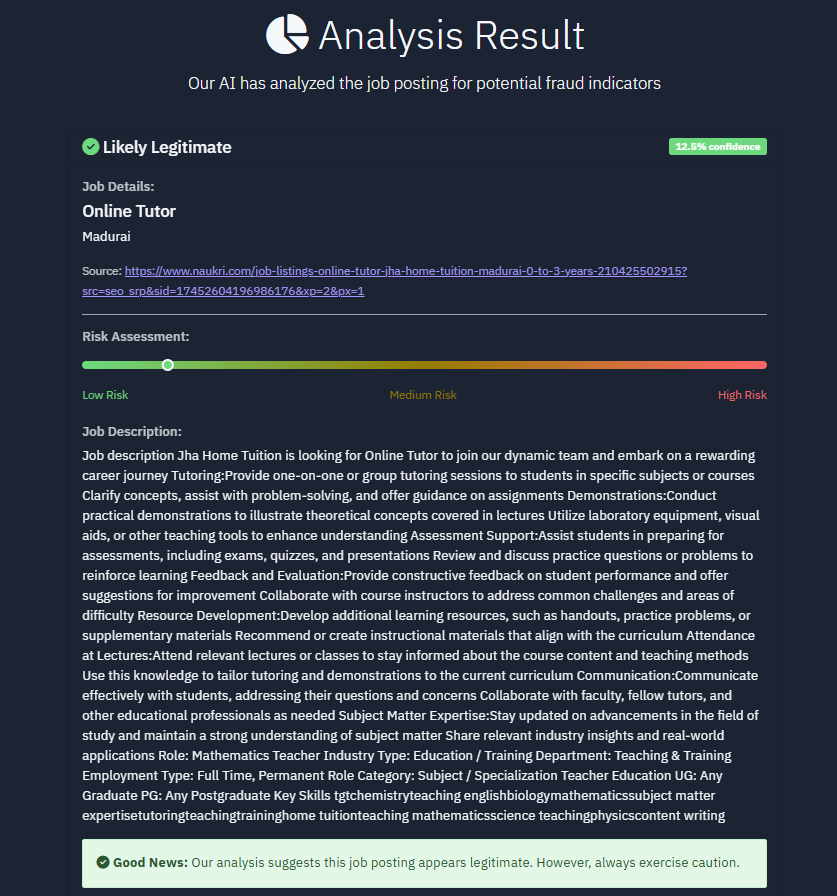 Analysis Result
Our AI has analyzed the job posting for potential fraud indicators
Likely Legitimate
12.5% confidence
Job Details:
Online Tutor
Madurai
Source: https://www.naukri.com/job-listings-online-tutor-jha-home-tuition-madurai-0-to-3-years-210425502915?
src=seo_srp&sid=17452604196986176&xp=2&px=1
Risk Assessment:
Low Risk
Medium Risk
High Risk
Job Description:
Job description Jha Home Tuition is looking for Online Tutor to join our dynamic team and embark on a rewarding
career journey Tutoring:Provide one-on-one or group tutoring sessions to students in specific subjects or courses
Clarify concepts, assist with problem-solving, and offer guidance on assignments Demonstrations:Conduct
practical demonstrations to illustrate theoretical concepts covered in lectures Utilize laboratory equipment, visual
aids, or other teaching tools to enhance understanding Assessment Support:Assist students in preparing for
assessments, including exams, quizzes, and presentations Review and discuss practice questions or problems to
reinforce learning Feedback and Evaluation:Provide constructive feedback on student performance and offer
suggestions for improvement Collaborate with course instructors to address common challenges and areas of
difficulty Resource Development:Develop additional learning resources, such as handouts, practice problems, or
supplementary materials Recommend or create instructional materials that align with the curriculum Attendance
at Lectures:Attend relevant lectures or classes to stay informed about the course content and teaching methods
Use this knowledge to tailor tutoring and demonstrations to the current curriculum Communication:Communicate
effectively with students, addressing their questions and concerns Collaborate with faculty, fellow tutors, and
other educational professionals as needed Subject Matter Expertise:Stay updated on advancements in the field of
study and maintain a strong understanding of subject matter Share relevant industry insights and real-world
applications Role: Mathematics Teacher Industry Type: Education / Training Department: Teaching & Training
Employment Type: Full Time, Permanent Role Category: Subject / Specialization Teacher Education UG: Any
Graduate PG: Any Postgraduate Key Skills tgtchemistryteaching englishbiologymathematicssubject matter
expertisetutoringteachingtraininghome tuitionteaching mathematicsscience teachingphysicscontent writing
Good News: Our analysis suggests this job posting appears legitimate. However, always exercise caution.